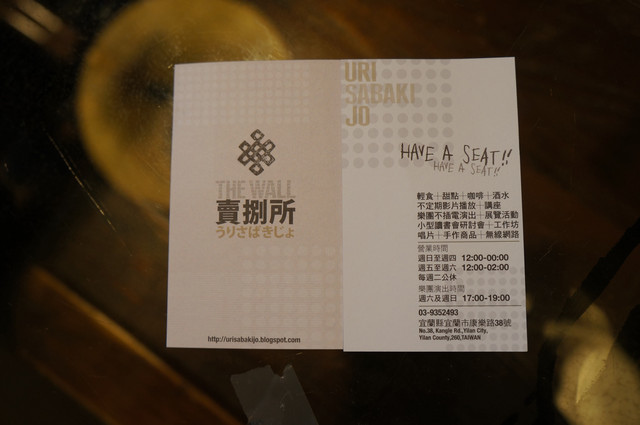 THE WALL
賣捌所
うりさばきじょ
http://urisabakijo.blogspot.com
URI
SABAKI
JO
HAVE A SEAT!!
HAVE A SEAT!!
輕食+甜點+咖啡+酒水
不定期影片播放+講座
樂團不插電演出+展覽活動
小型讀書會研討會+工作坊
唱片+手作商品+無線網路
營業時間
週日至週四 12:00-00:00
週五至週六 12:00-02:00
每週二公休
樂團演出時間
週六及週日 17:00-19:00
03-9352493
宜蘭縣宜蘭市康樂路38號
No.38, Kangle Rd.,Yilan City,
Yilan County,260,TAIWAN